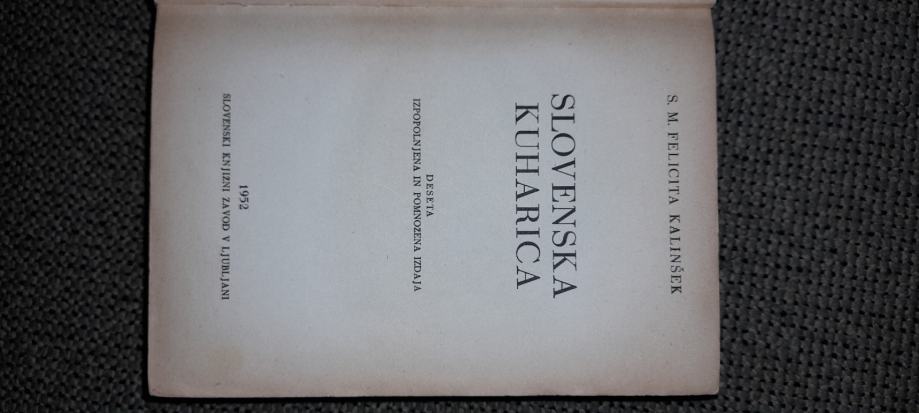 S. M. FELICITA KALINŠEK
SLOVENSKA
KUHARICA
DESETA
IZPOPOLNJENA IN POMNOŽENA IZDAJA
1952
SLOVENSKI KNJIŽNI ZAVOD V LJUBLJANI